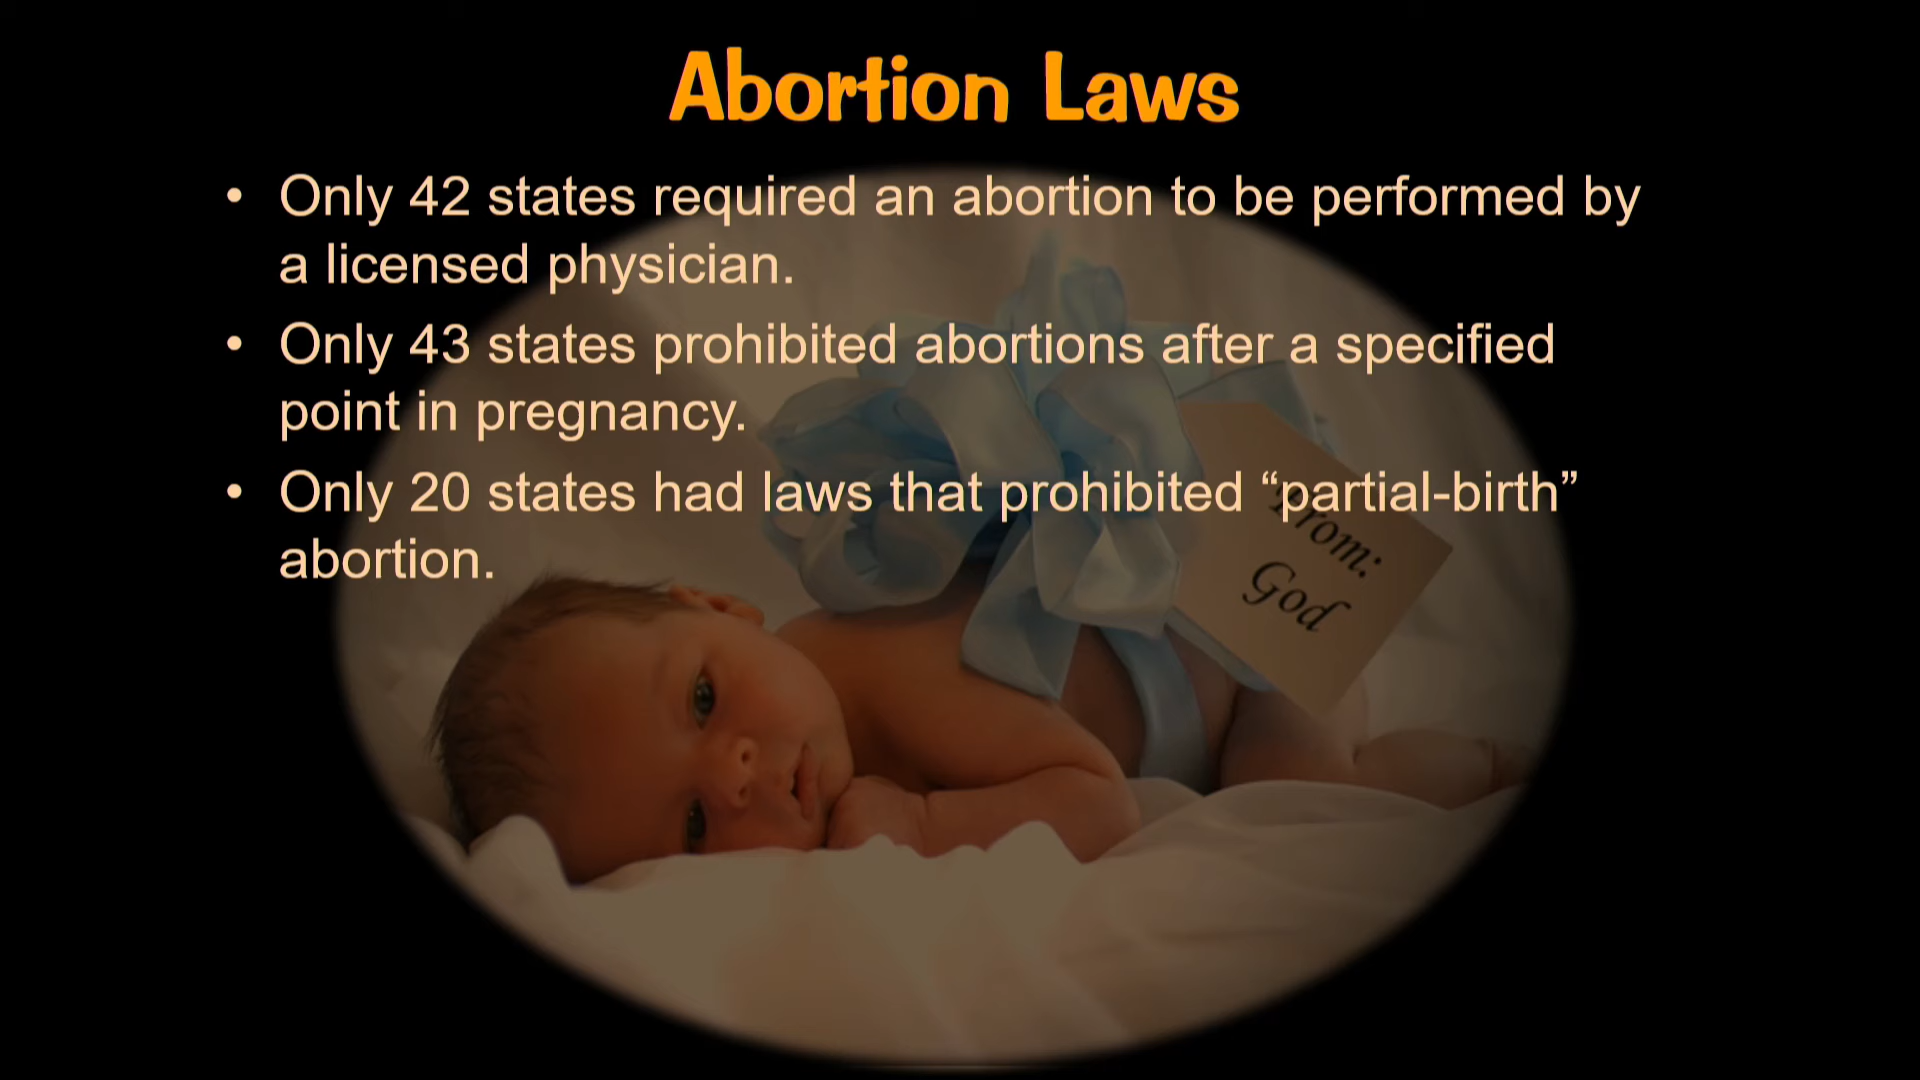 Abortion Laws
• Only 42 states required an abortion to be performed by
a licensed physician.
• Only 43 states prohibited abortions after a specified
point in pregnancy.
• Only 20 states had laws that prohibited “partial-birth”
abortion.
From:
God